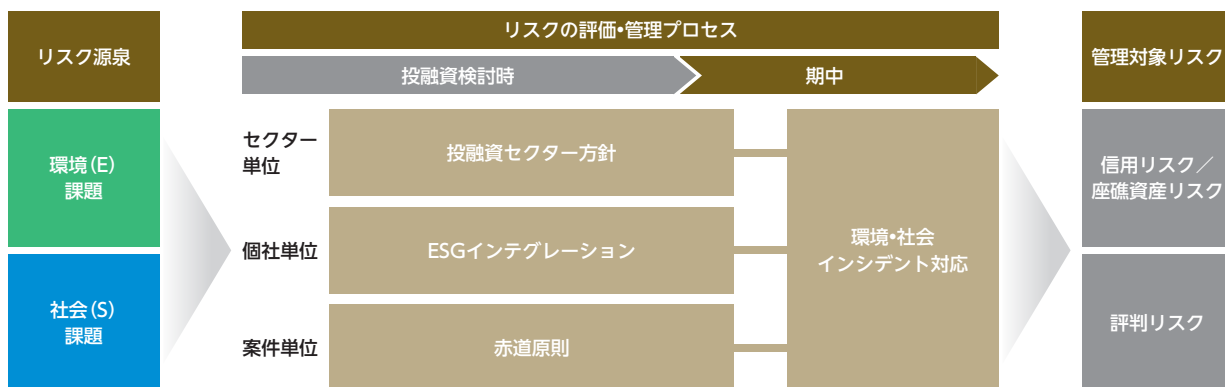 リスク源泉
リスクの評価・管理プロセス
投融資検討時
期中
管理対象リスク
環境(E)
課題
社会(S)
課題
セクター
単位
投融資セクター方針
個社単位
ESGインテグレーション
案件単位
赤道原則
環境・社会
インシデント対応
信用リスク／
座礁資産リスク
評判リスク